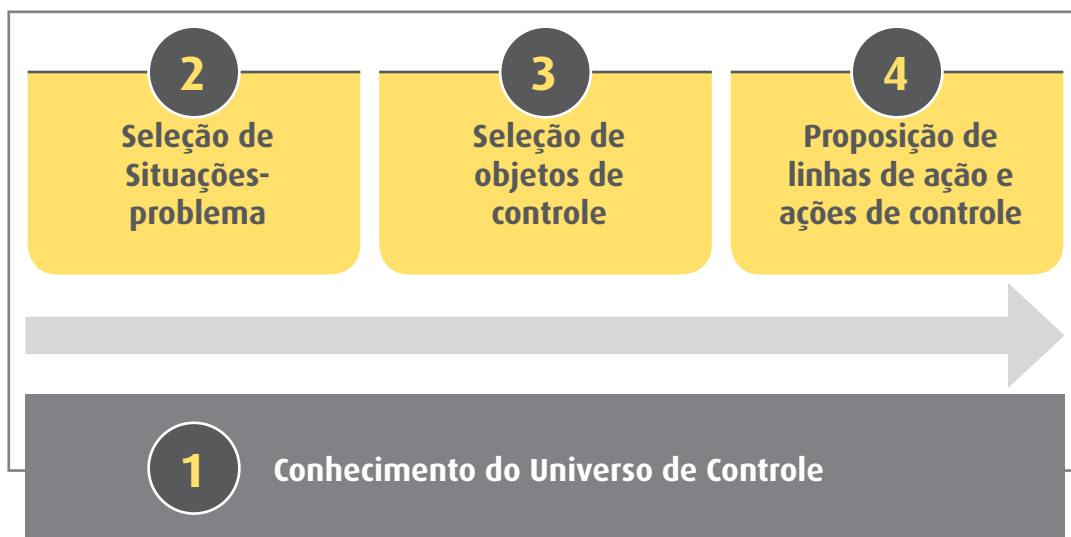 2
Seleção de
Situações-
problema
3
Seleção de
objetos de
controle
4
Proposição de
linhas de ação e
ações de controle
1
Conhecimento do Universo de Controle